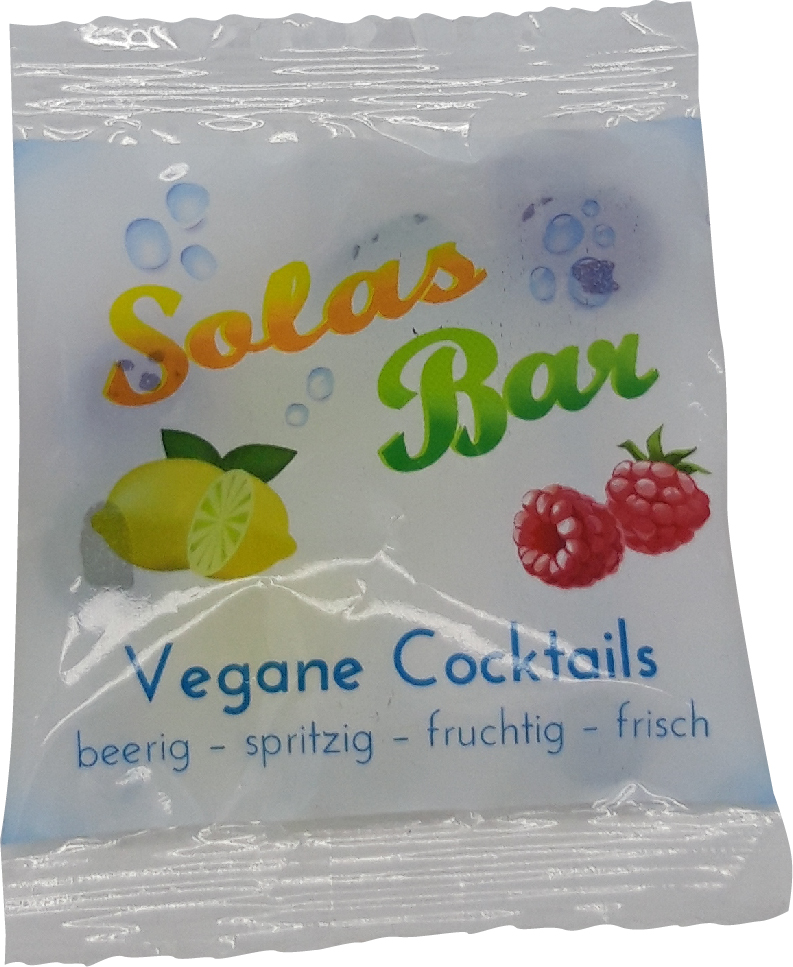 Solas
Bar
Vegane Cocktails
beerig - spritzig - fruchtig - frisch